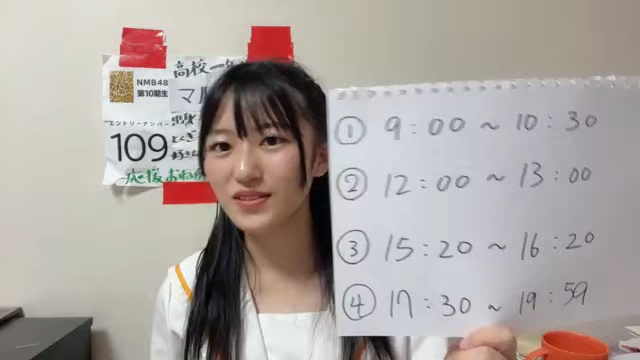 NMB48
第10期生
エントリーナンバー
109
応援おね
高校一
マル
① 9:00~10:30
② 12:00~13:00
③ 15:20~16:20
④ 17:30~19:59